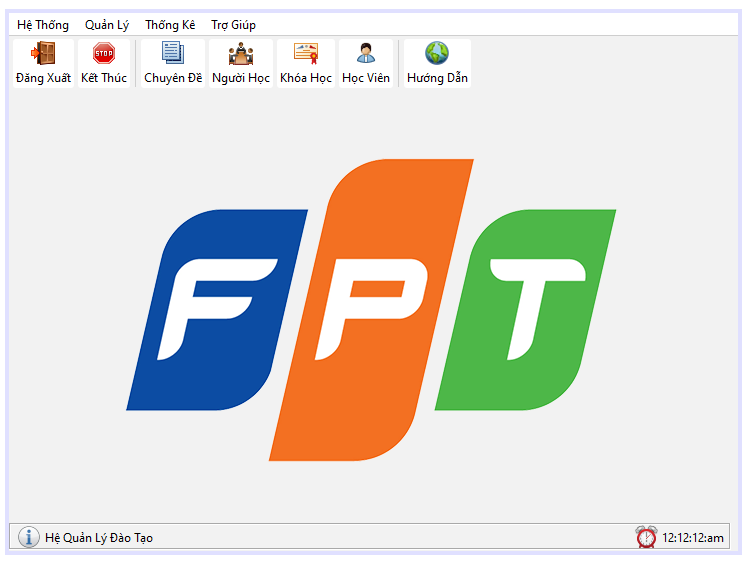 Hệ Thống Quản Lý Thống Kê Trợ Giúp
Đăng Xuất Kết Thúc Chuyên Đề Người Học Khóa Học Học Viên Hướng Dẫn
STOP
FPT
Hệ Quản Lý Đào Tạo 12:12:12:am